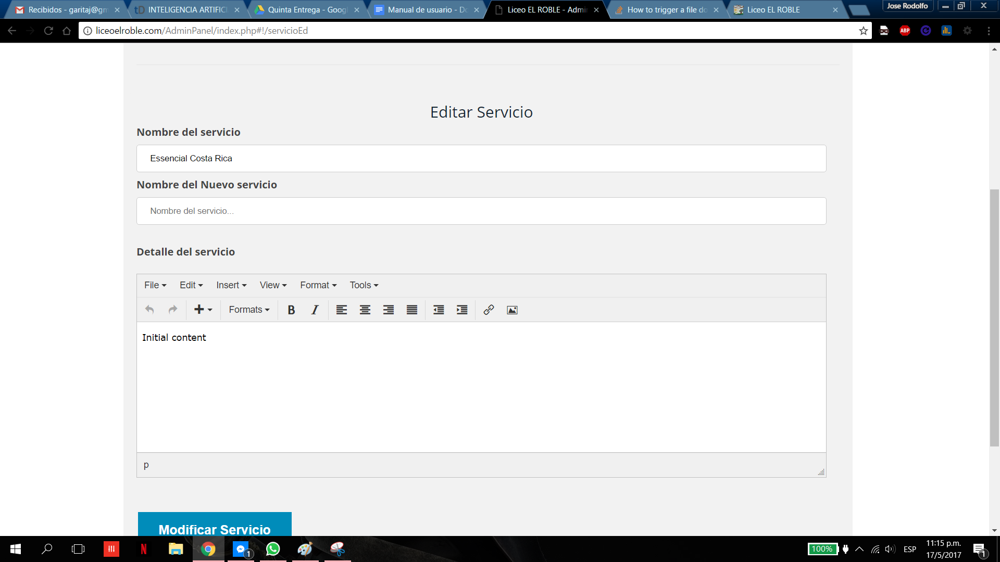 Recibidos - garitaj@gm
INTELIGENCIA ARTIFICI
Quinta Entrega - Googl
Manual de usuario - Do
Liceo EL ROBLE - Admin
How to trigger a file do
Liceo EL ROBLE
Jose Rodolfo
liceoelroble.com/AdminPanel/index.php#!/servicioEd
ABP
Editar Servicio
Nombre del servicio
Essencial Costa Rica
Nombre del Nuevo servicio
Nombre del servicio...
Detalle del servicio
File Edit Insert View Format Tools
Formats B I
Initial content
p
Modificar Servicio
1
100%
ESP
11:15 p.m.
17/5/2017
1